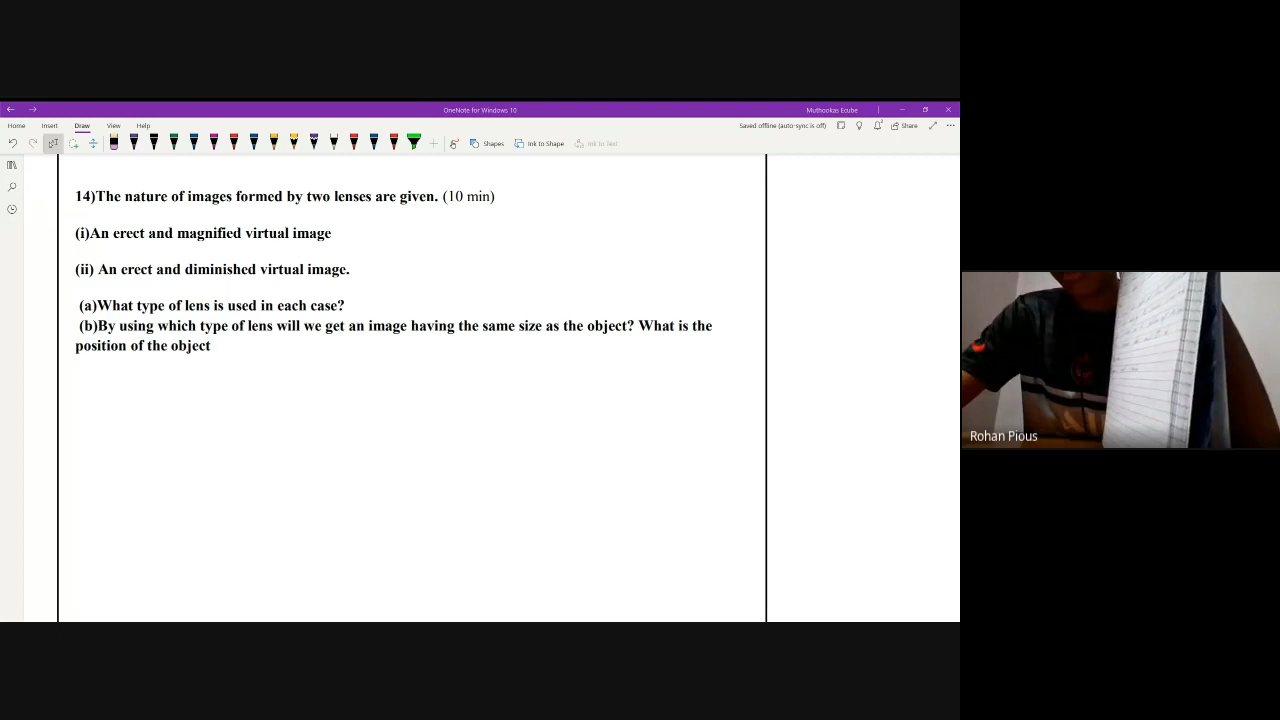 OneNote for Windows 10
Muthookas Ecube
Home Insert Draw View Help
Saved offline (auto-sync is off)
Share
Shapes
Ink to Shape
Ink to Text
14)The nature of images formed by two lenses are given. (10 min)
(i)An erect and magnified virtual image
(ii) An erect and diminished virtual image.
(a)What type of lens is used in each case?
(b)By using which type of lens will we get an image having the same size as the object? What is the
position of the object
Rohan Pious